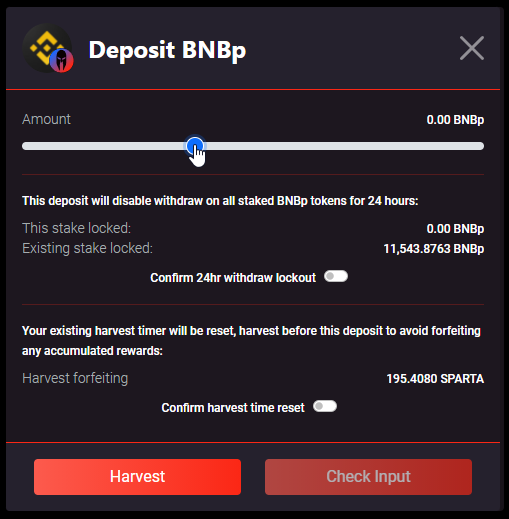 Deposit BNBp
Amount 0.00 BNBp
This deposit will disable withdraw on all staked BNBp tokens for 24 hours:
This stake locked: 0.00 BNBp
Existing stake locked: 11,543.8763 BNBp
Confirm 24hr withdraw lockout
Your existing harvest timer will be reset, harvest before this deposit to avoid forfeiting
any accumulated rewards:
Harvest forfeiting 195.4080 SPARTA
Confirm harvest time reset
Harvest Check Input